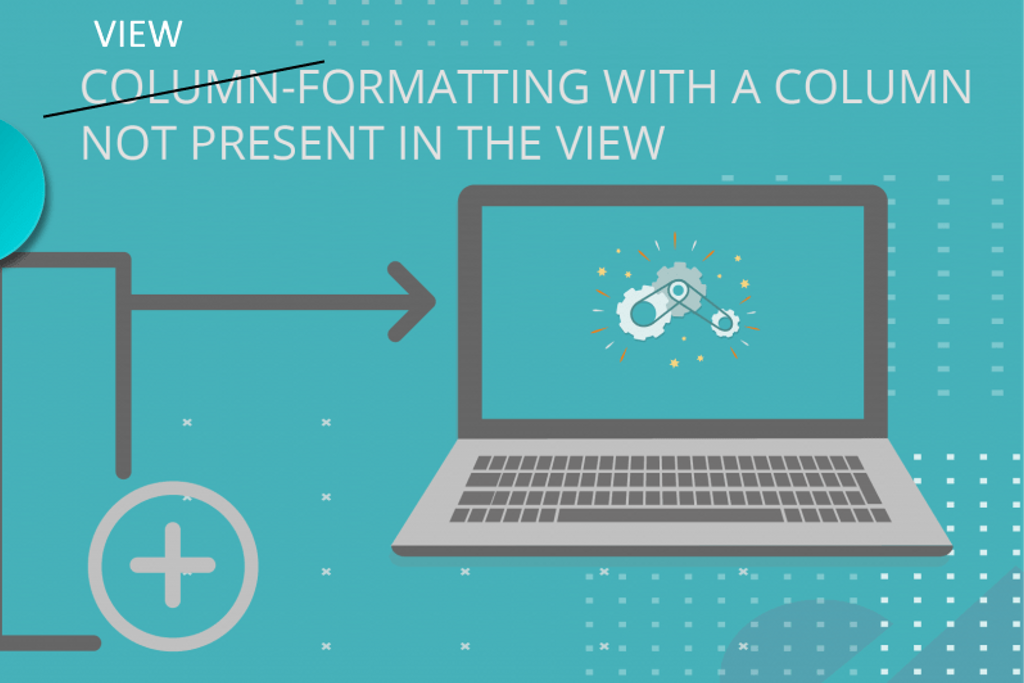 VIEW
COLUMN-FORMATTING WITH A COLUMN
NOT PRESENT IN THE VIEW